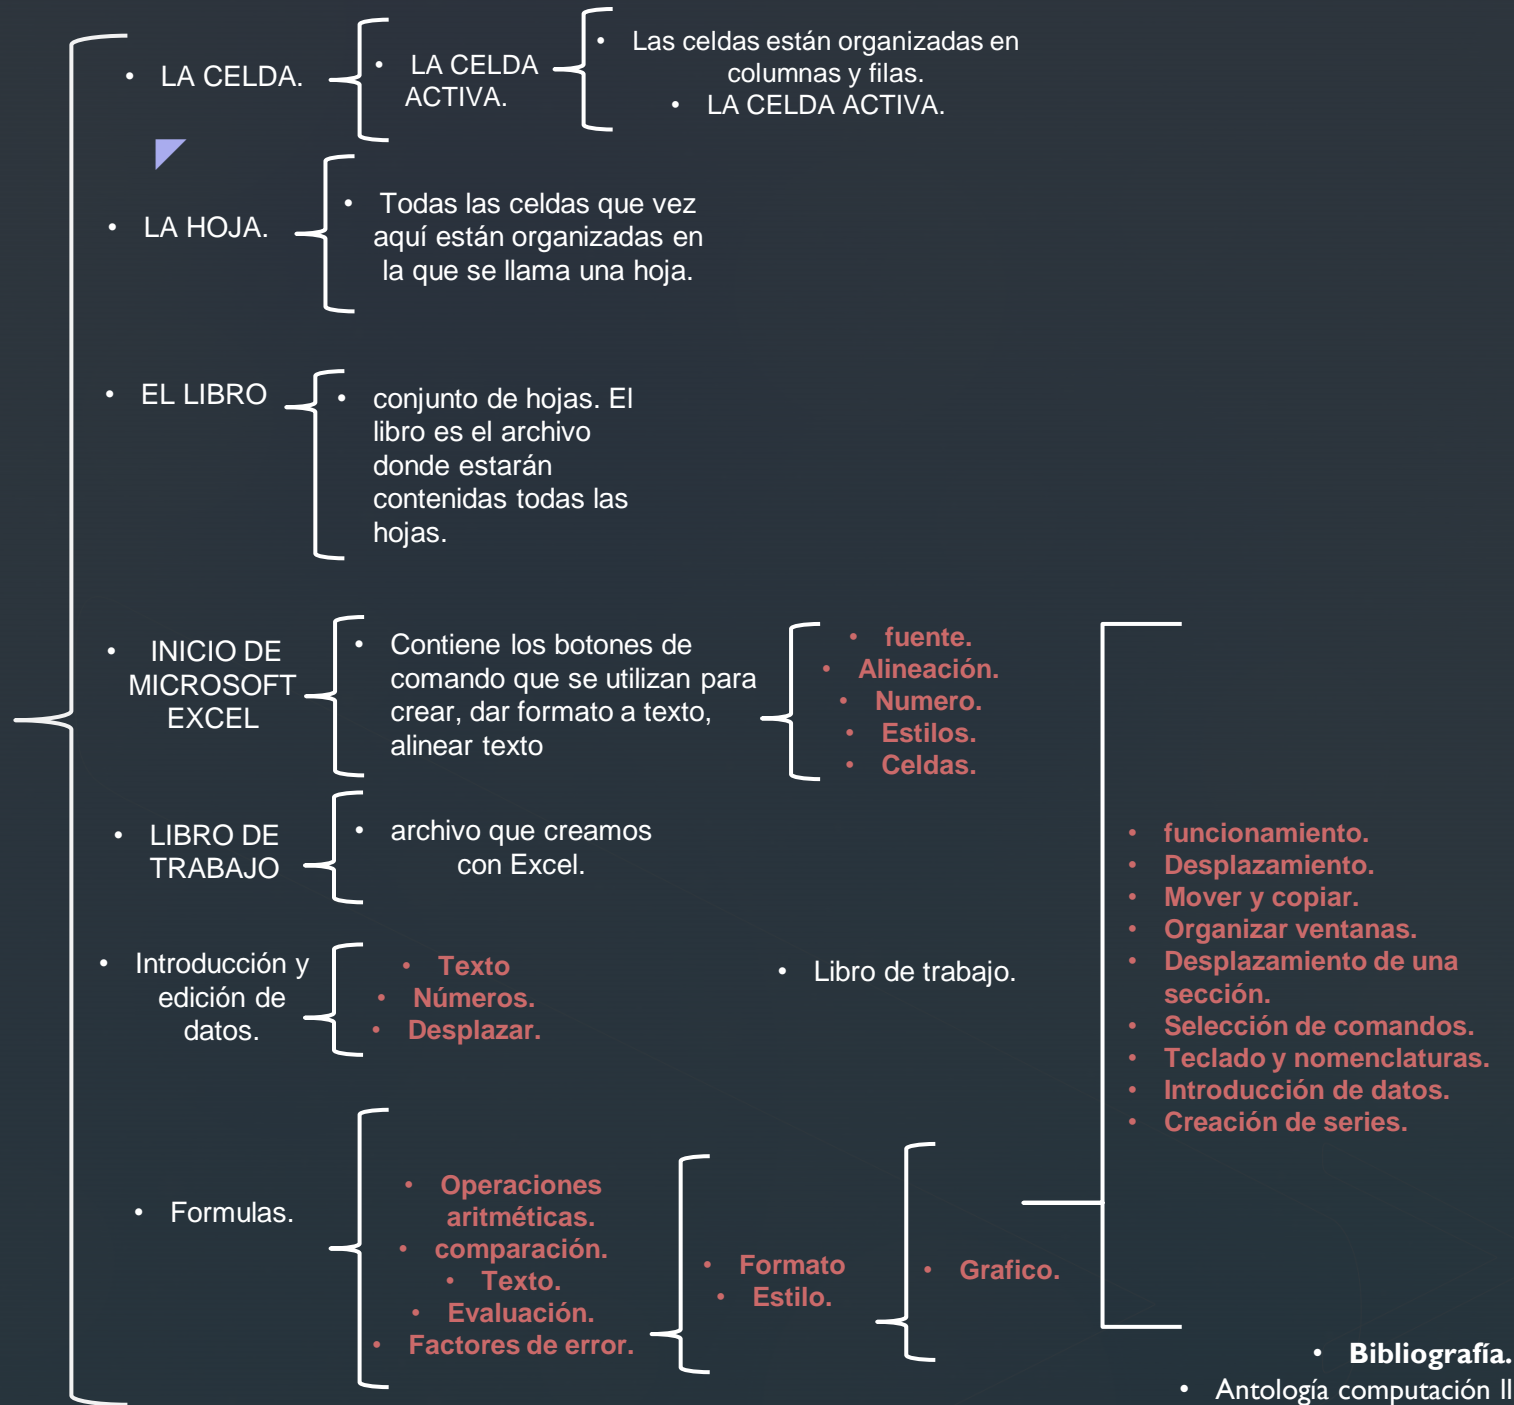 • LA CELDA.
• LA CELDA
ACTIVA.
• Las celdas están organizadas en
columnas y filas.
• LA CELDA ACTIVA.
• LA HOJA.
• Todas las celdas que vez
aquí están organizadas en
la que se llama una hoja.
• EL LIBRO
• conjunto de hojas. El
libro es el archivo
donde estarán
contenidas todas las
hojas.
• INICIO DE
MICROSOFT
EXCEL
• Contiene los botones de
comando que se utilizan para
crear, dar formato a texto,
alinear texto
• fuente.
• Alineación.
• Numero.
• Estilos.
• Celdas.
• LIBRO DE
TRABAJO
• archivo que creamos
con Excel.
• Introducción y
edición de
datos.
• Texto
• Números.
• Desplazar.
• Libro de trabajo.
• funcionamiento.
• Desplazamiento.
• Mover y copiar.
• Organizar ventanas.
• Desplazamiento de una
sección.
• Selección de comandos.
• Teclado y nomenclaturas.
• Introducción de datos.
• Creación de series.
• Formulas.
• Operaciones
aritméticas.
• comparación.
• Texto.
• Evaluación.
• Factores de error.
• Formato
• Estilo.
• Grafico.
• Bibliografía.
• Antología computación II